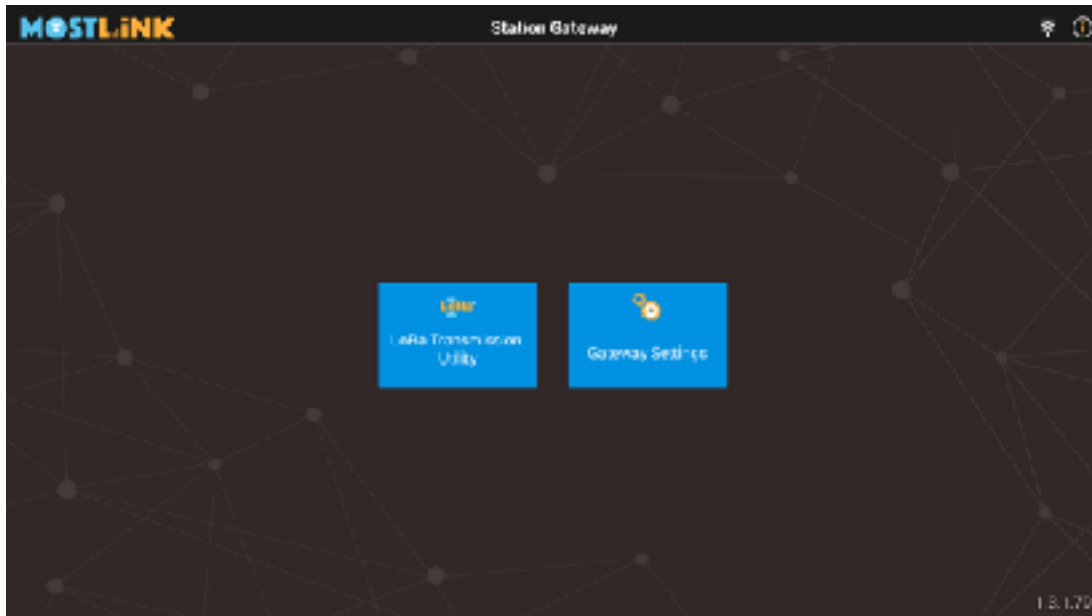 MOSTLiNK
Station Gateway
LoRa Transmission
Utility
Gateway Settings